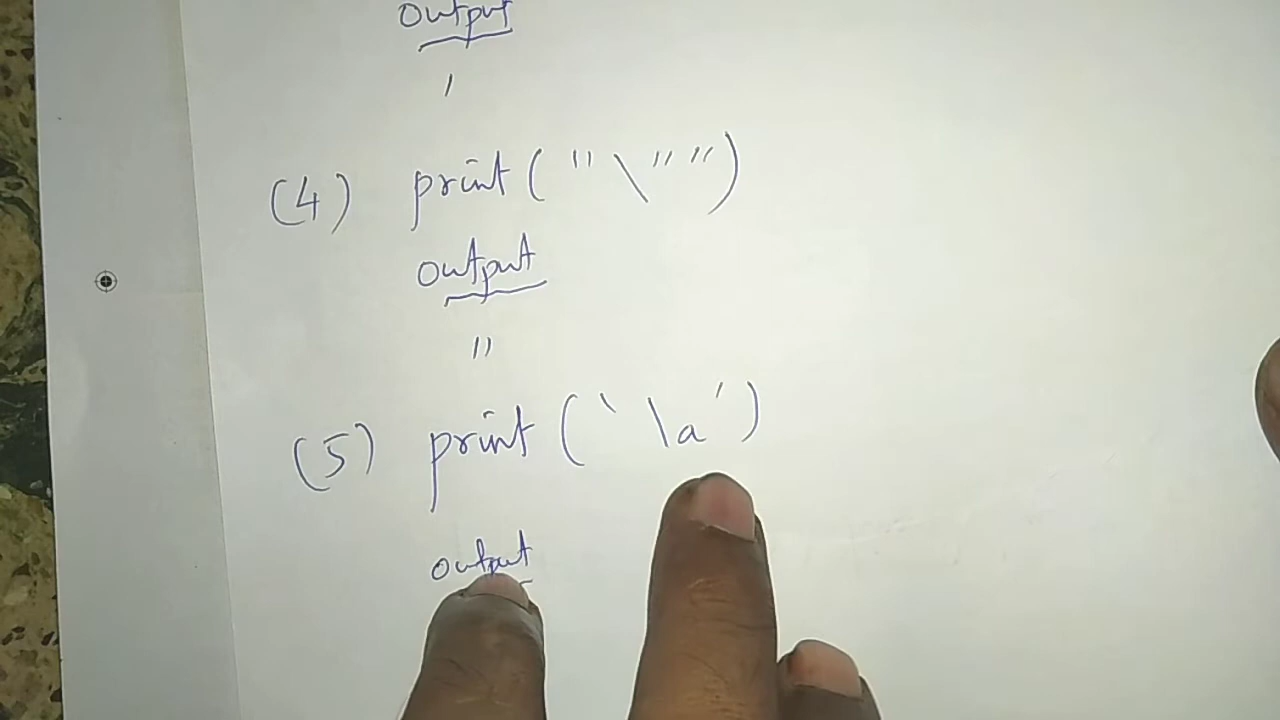 output
'
(4) print("\"")
output
"
(5) print('\a')
output